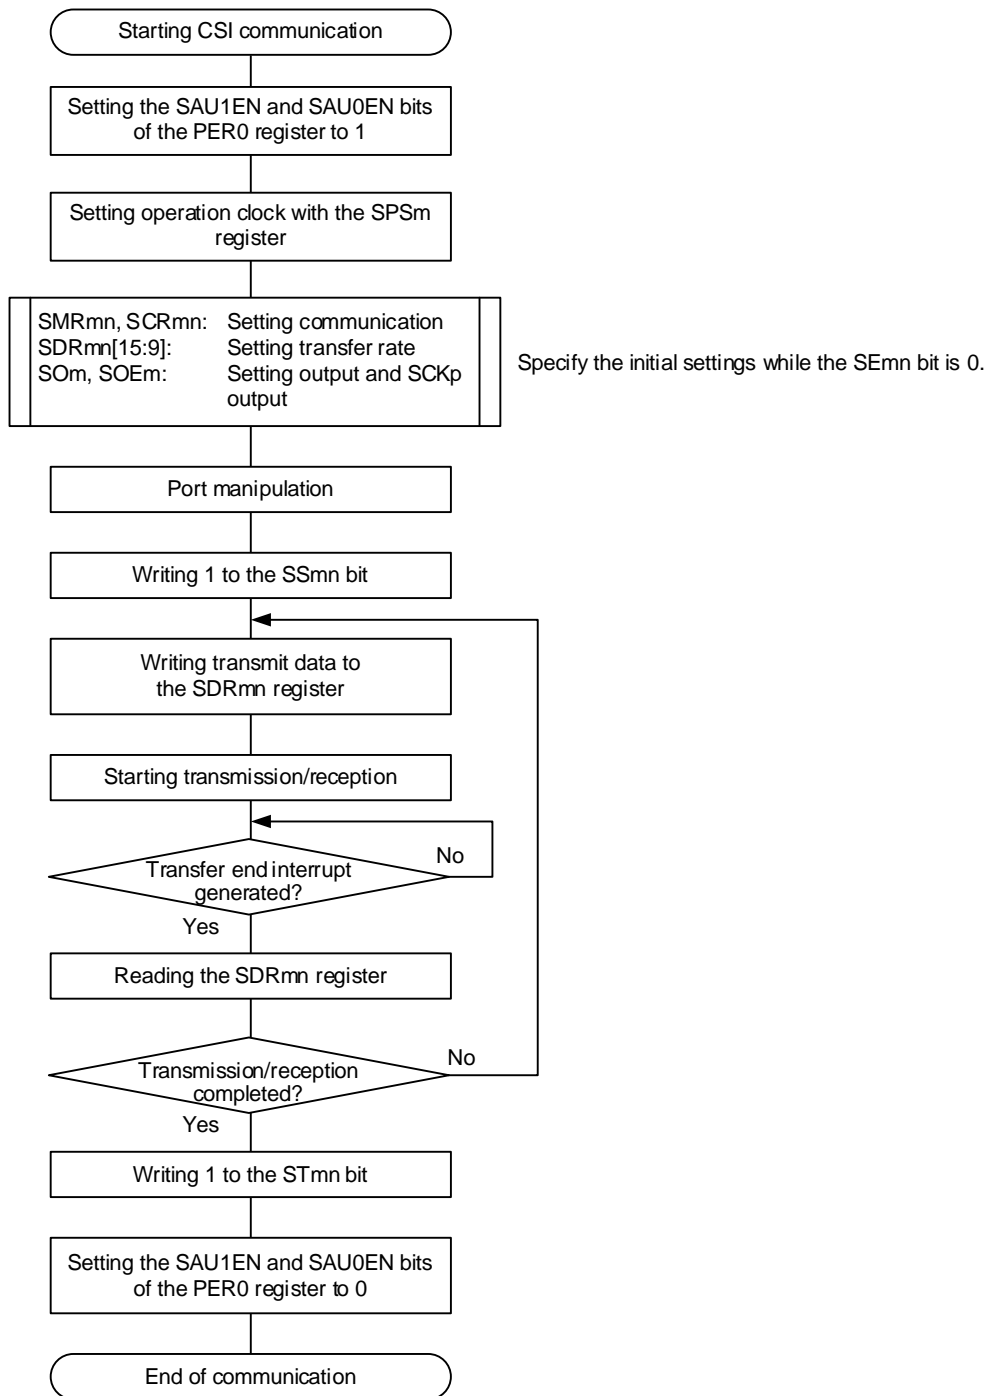 Starting CSI communication
Setting the SAU1EN and SAU0EN bits
of the PER0 register to 1
Setting operation clock with the SPSm
register
SMRmn, SCRmn: Setting communication
SDRmn[15:9]: Setting transfer rate
SOm, SOEm: Setting output and SCKp
output
Specify the initial settings while the SEmn bit is 0.
Port manipulation
Writing 1 to the SSmn bit
Writing transmit data to
the SDRmn register
Starting transmission/reception
Transfer end interrupt
generated?
No
Yes
Reading the SDRmn register
Transmission/reception
completed?
No
Yes
Writing 1 to the STmn bit
Setting the SAU1EN and SAU0EN bits
of the PER0 register to 0
End of communication